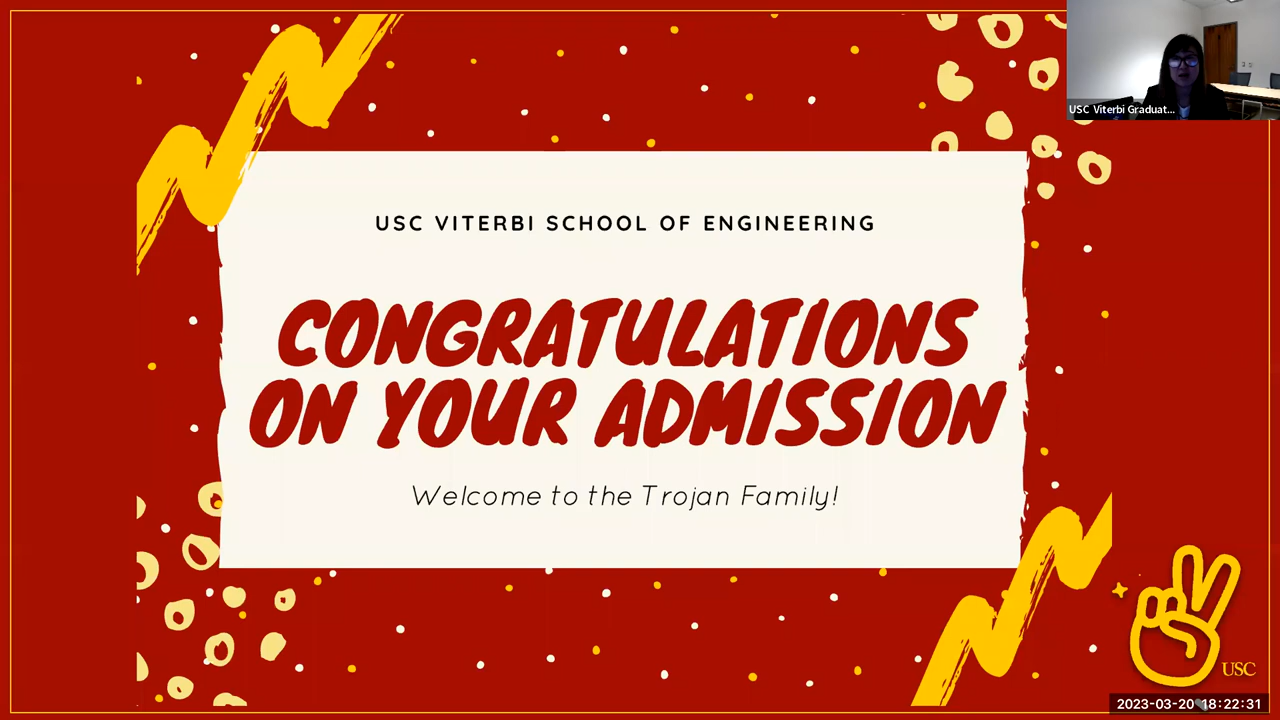 USC Viterbi Graduat...
USC VITERBI SCHOOL OF ENGINEERING
CONGRATULATIONS
ON YOUR ADMISSION
Welcome to the Trojan Family!
USC
2023-03-20 18:22:31